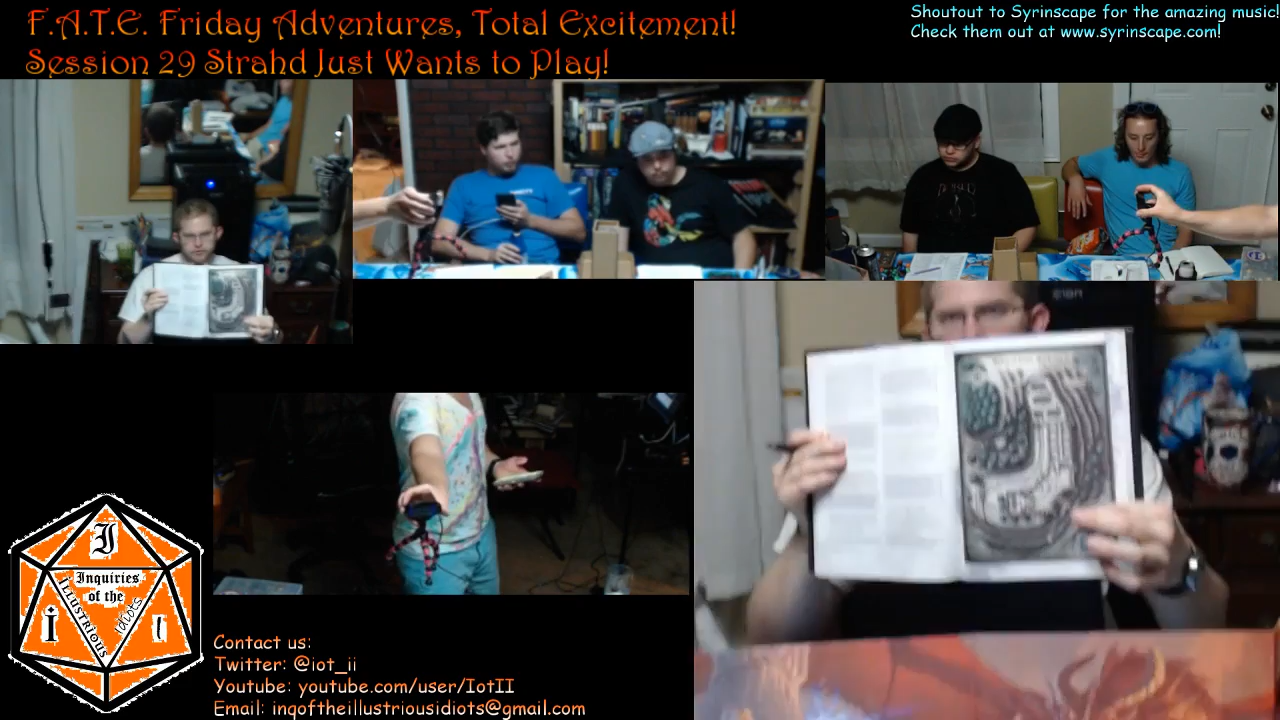 F.A.T.E. Friday Adventures, Total Excitement!
Session 29 Strahd Just Wants to Play!
Shoutout to Syrinscape for the amazing music!
Check them out at www.syrinscape.com!
I
Inquiries
of the
ILLUSTRIOUS
Idiots
i
I
Contact us:
Twitter: @iot_ii
Youtube: youtube.com/user/IotII
Email: inqoftheillustriousidiots@gmail.com